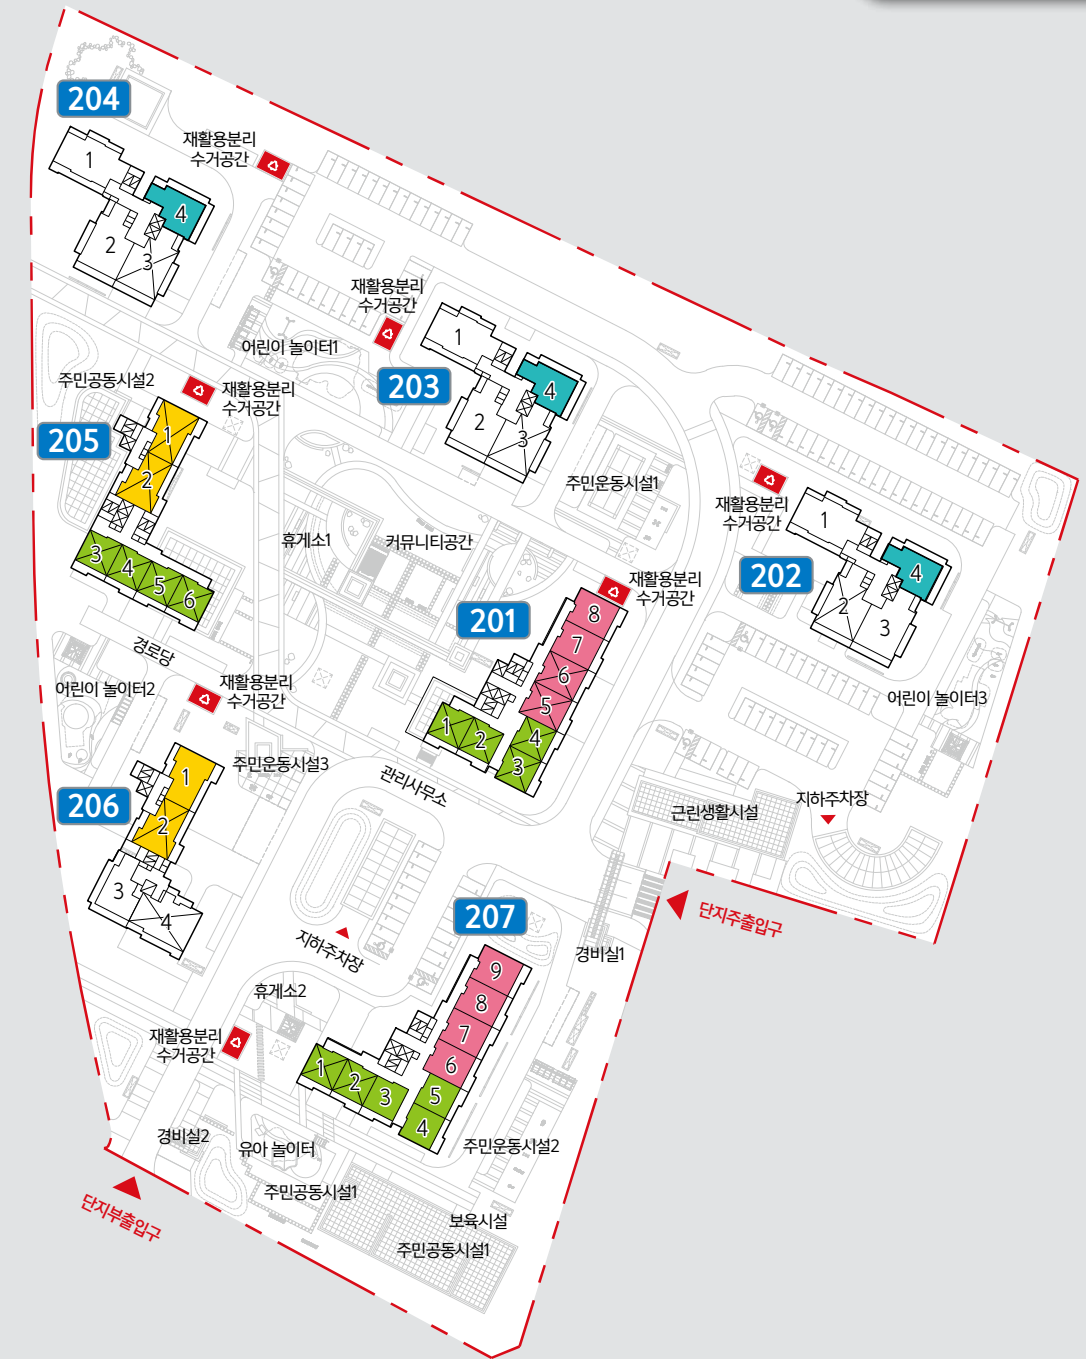 204
1
4
2
3
재활용분리
수거공간
재활용분리
수거공간
어린이 놀이터1
203
1
4
2
3
주민공동시설2
재활용분리
수거공간
205
1
2
3
4
5
6
주민운동시설1
재활용분리
수거공간
202
1
4
2
3
휴게소1
커뮤니티공간
재활용분리
수거공간
201
8
7
6
5
4
3
1
2
경로당
어린이 놀이터2
재활용분리
수거공간
어린이 놀이터3
주민운동시설3
관리사무소
206
1
2
3
4
근린생활시설
지하주차장
단지주출입구
207
9
8
7
6
5
4
1
2
3
지하주차장
경비실1
휴게소2
재활용분리
수거공간
경비실2
유아 놀이터
주민운동시설2
주민공동시설1
단지부출입구
보육시설
주민공동시설1